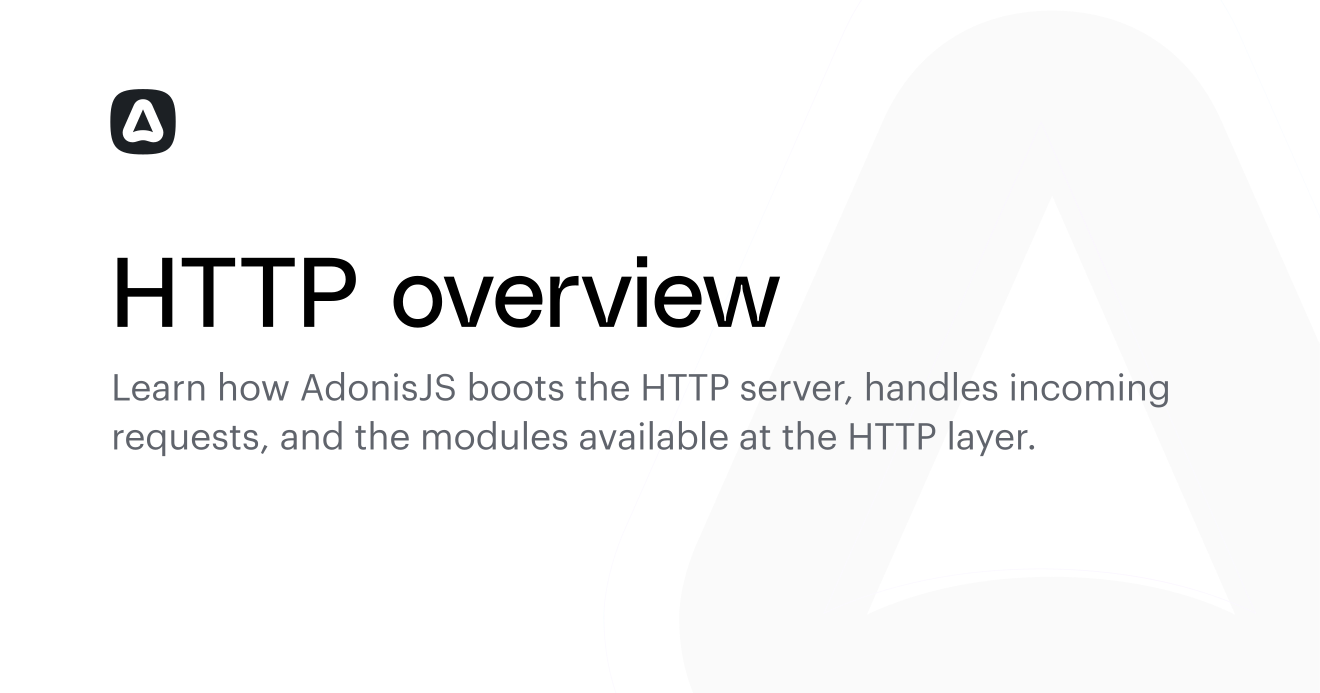 HTTP overview
Learn how AdonisJS boots the HTTP server, handles incoming
requests, and the modules available at the HTTP layer.